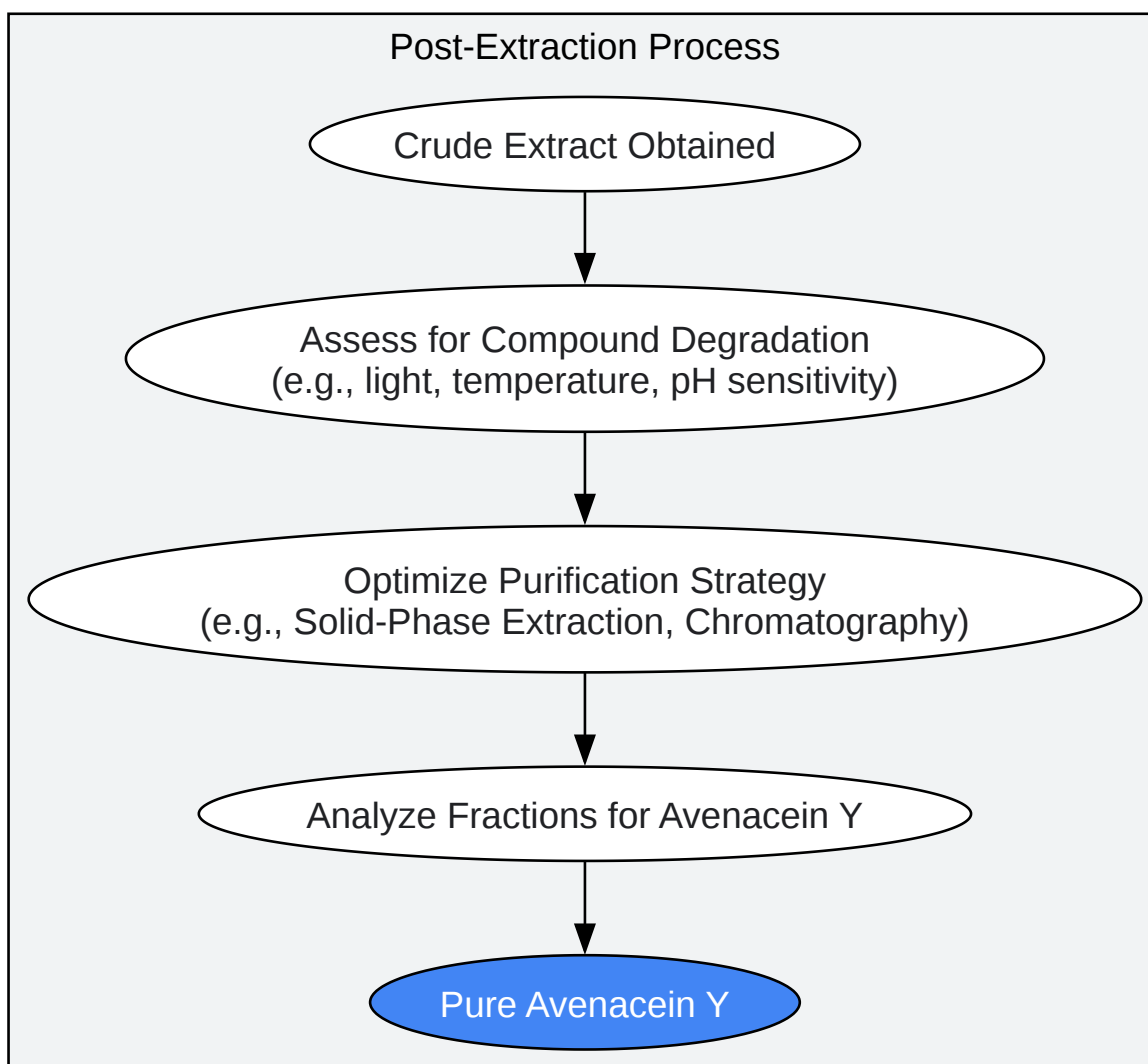 Post-Extraction Process
Crude Extract Obtained
Assess for Compound Degradation
(e.g., light, temperature, pH sensitivity)
Optimize Purification Strategy
(e.g., Solid-Phase Extraction, Chromatography)
Analyze Fractions for Avenacein Y
Pure Avenacein Y